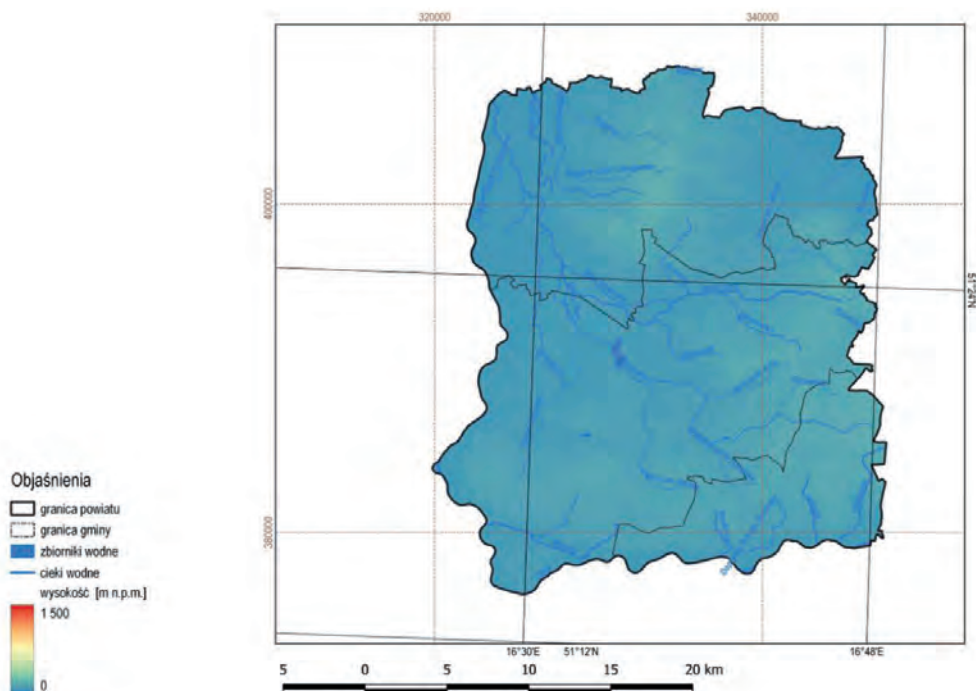 320000
340000
400000
51°24'N
380000
Objaśnienia
granica powiatu
granica gminy
zbiorniki wodne
cieki wodne
wysokość [m n.p.m.]
1 500
0
16°30'E
51°12'N
16°48'E
5 0 5 10 15 20 km